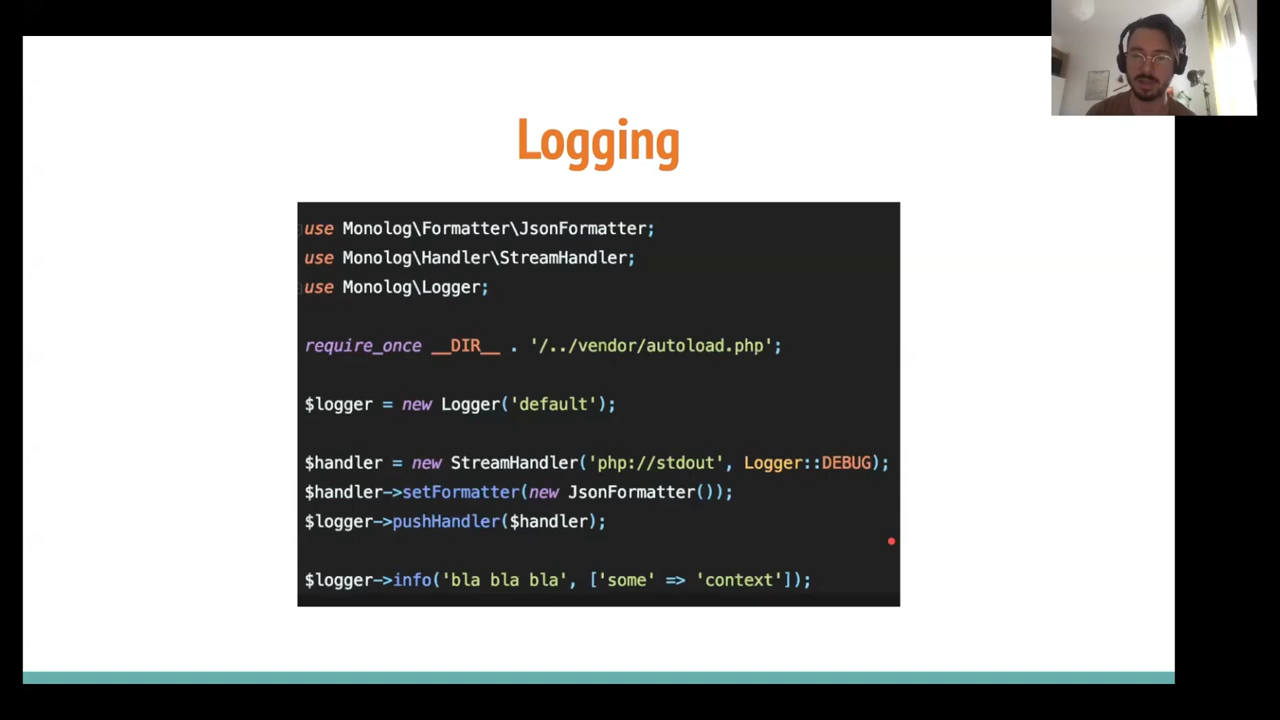 Logging
use Monolog\Formatter\JsonFormatter;
use Monolog\Handler\StreamHandler;
use Monolog\Logger;
require_once __DIR__ . '/../vendor/autoload.php';
$logger = new Logger('default');
$handler = new StreamHandler('php://stdout', Logger::DEBUG);
$handler->setFormatter(new JsonFormatter());
$logger->pushHandler($handler);
$logger->info('bla bla bla', ['some' => 'context']);